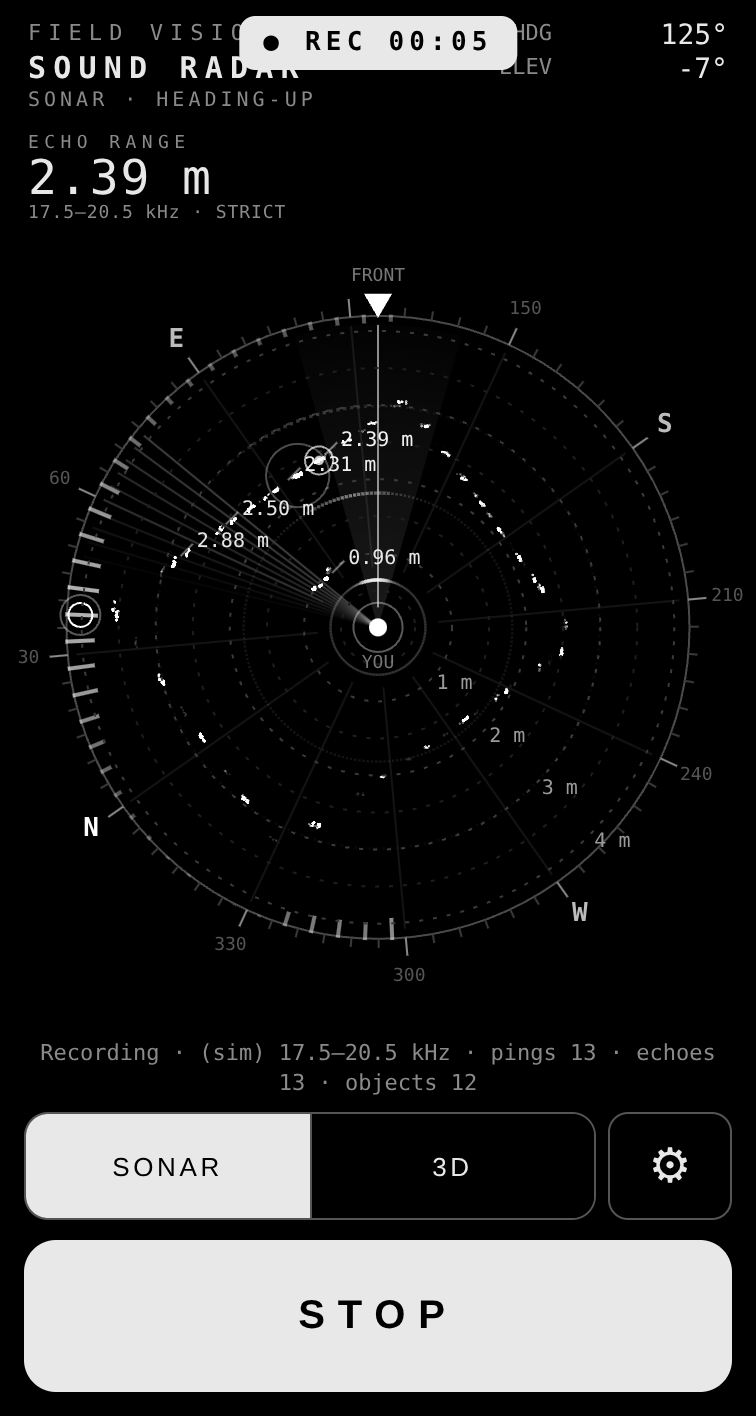 ● REC 00:05
FIELD VISIO
HDG 125°
SOUND RADAR
ELEV -7°
SONAR · HEADING-UP
ECHO RANGE
2.39 m
17.5–20.5 kHz · STRICT
FRONT
150
E
S
2.39 m
2.31 m
60
2.50 m
2.88 m
0.96 m
210
30
YOU
1 m
2 m
240
3 m
N
4 m
W
330
300
Recording · (sim) 17.5–20.5 kHz · pings 13 · echoes
13 · objects 12
SONAR
3D
⚙
STOP